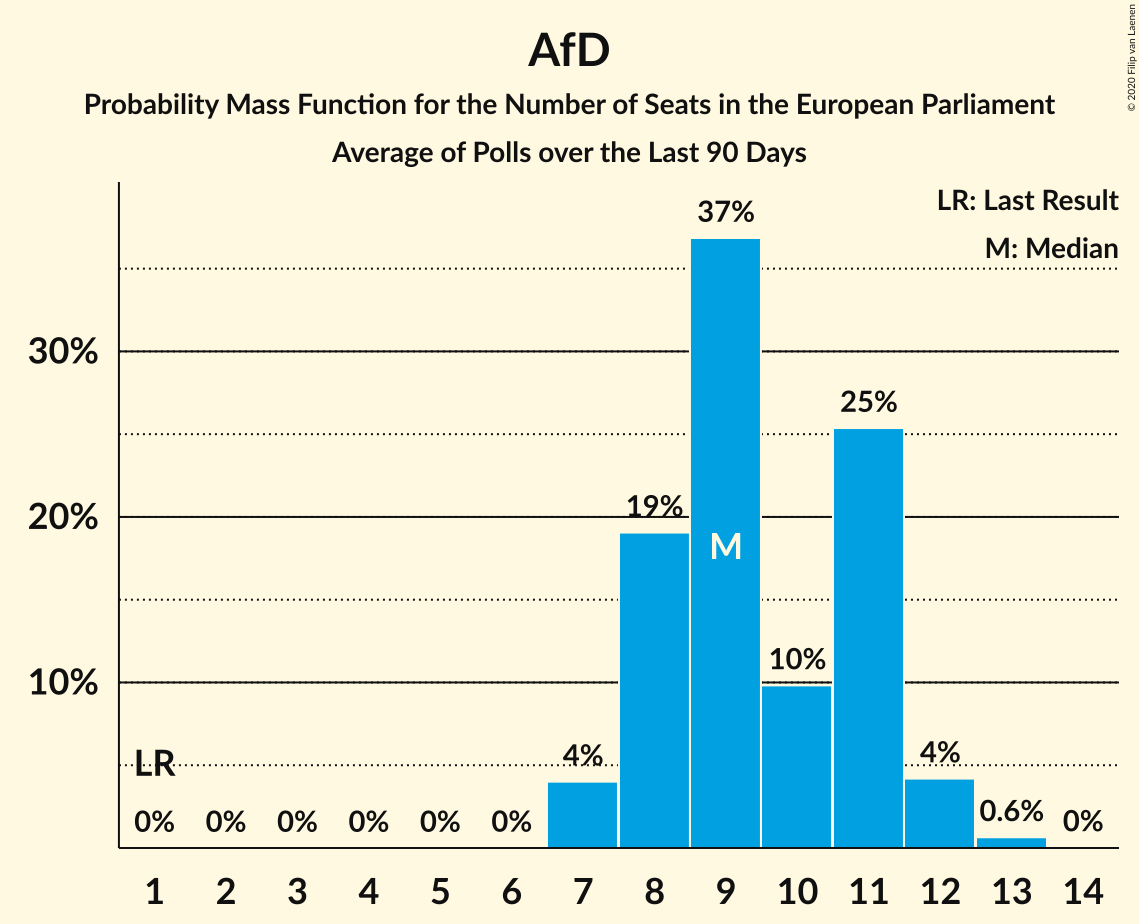 AfD
Probability Mass Function for the Number of Seats in the European Parliament
Average of Polls over the Last 90 Days
© 2020 Filip van Laenen
LR: Last Result
M: Median
37%
30%
25%
20%
19%
M
10%
10%
LR
4%
4%
0% 0% 0% 0% 0% 0% 0.6% 0%
1 2 3 4 5 6 7 8 9 10 11 12 13 14